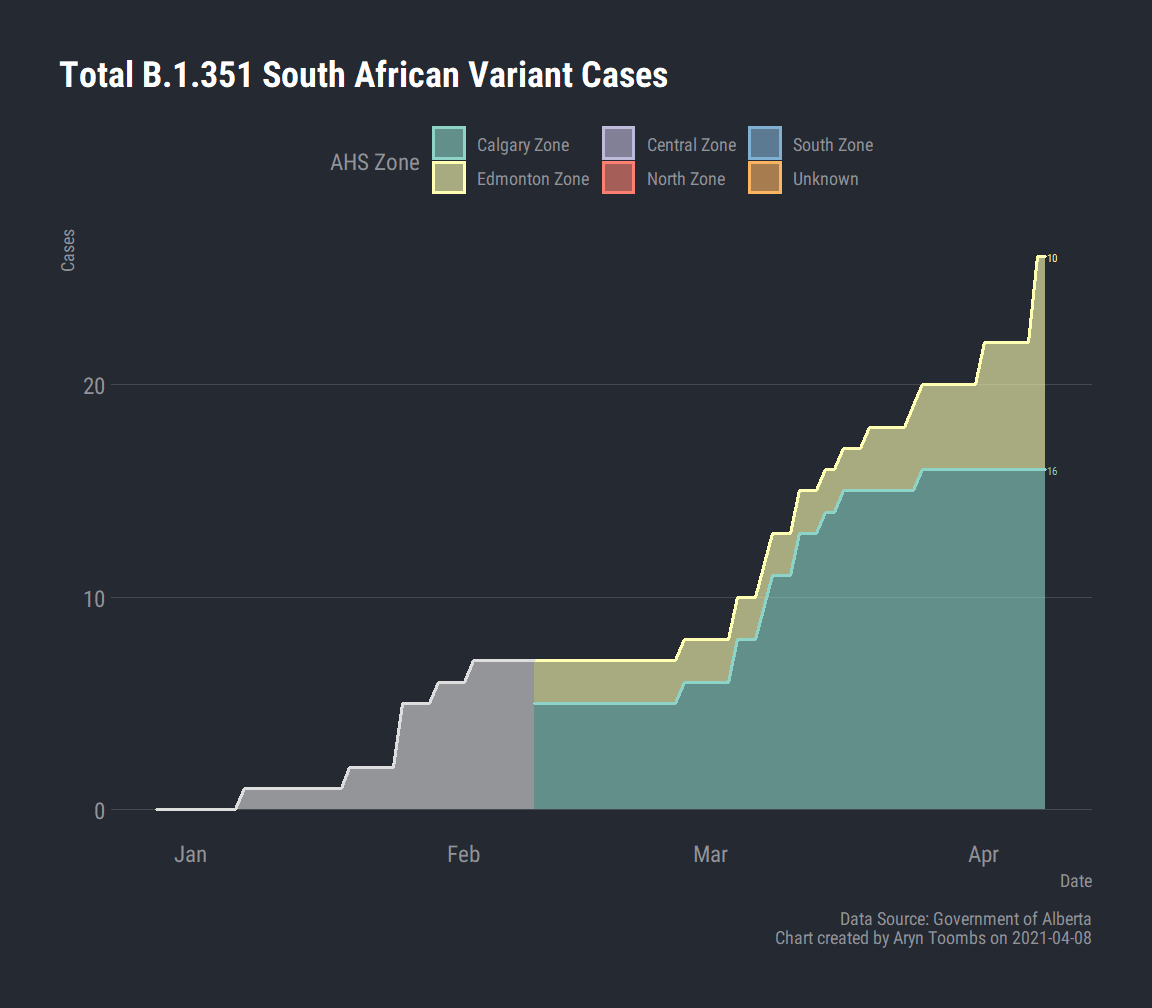 Total B.1.351 South African Variant Cases
AHS Zone
Calgary Zone
Central Zone
South Zone
Edmonton Zone
North Zone
Unknown
Cases
10
20
16
10
0
Jan
Feb
Mar
Apr
Date
Data Source: Government of Alberta
Chart created by Aryn Toombs on 2021-04-08